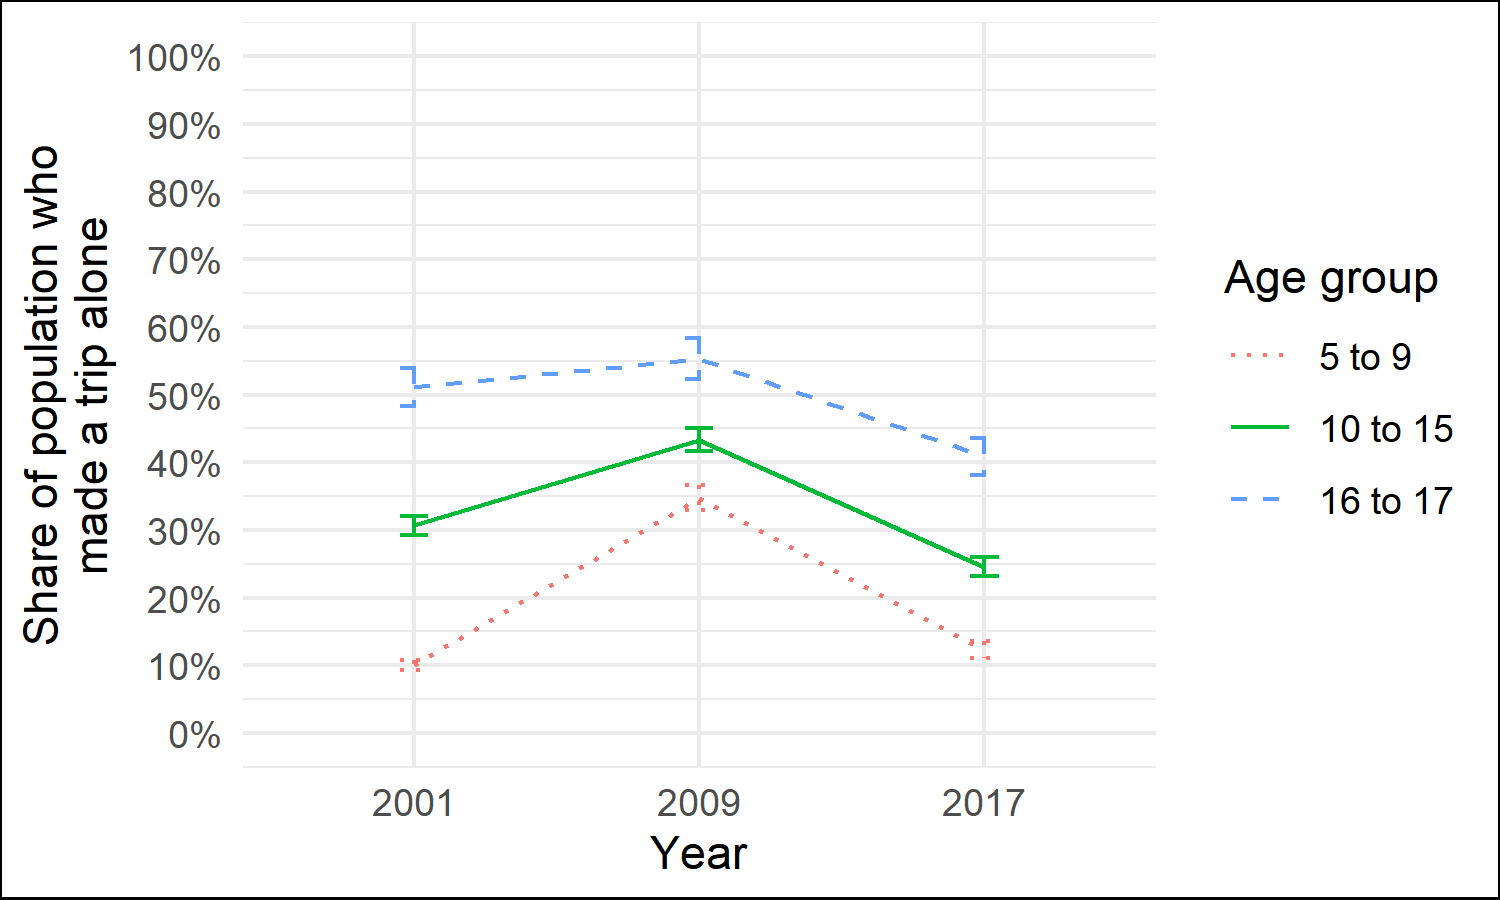 Share of population who
made a trip alone
100%
90%
80%
70%
60%
50%
40%
30%
20%
10%
0%
2001
2009
2017
Year
Age group
5 to 9
10 to 15
16 to 17